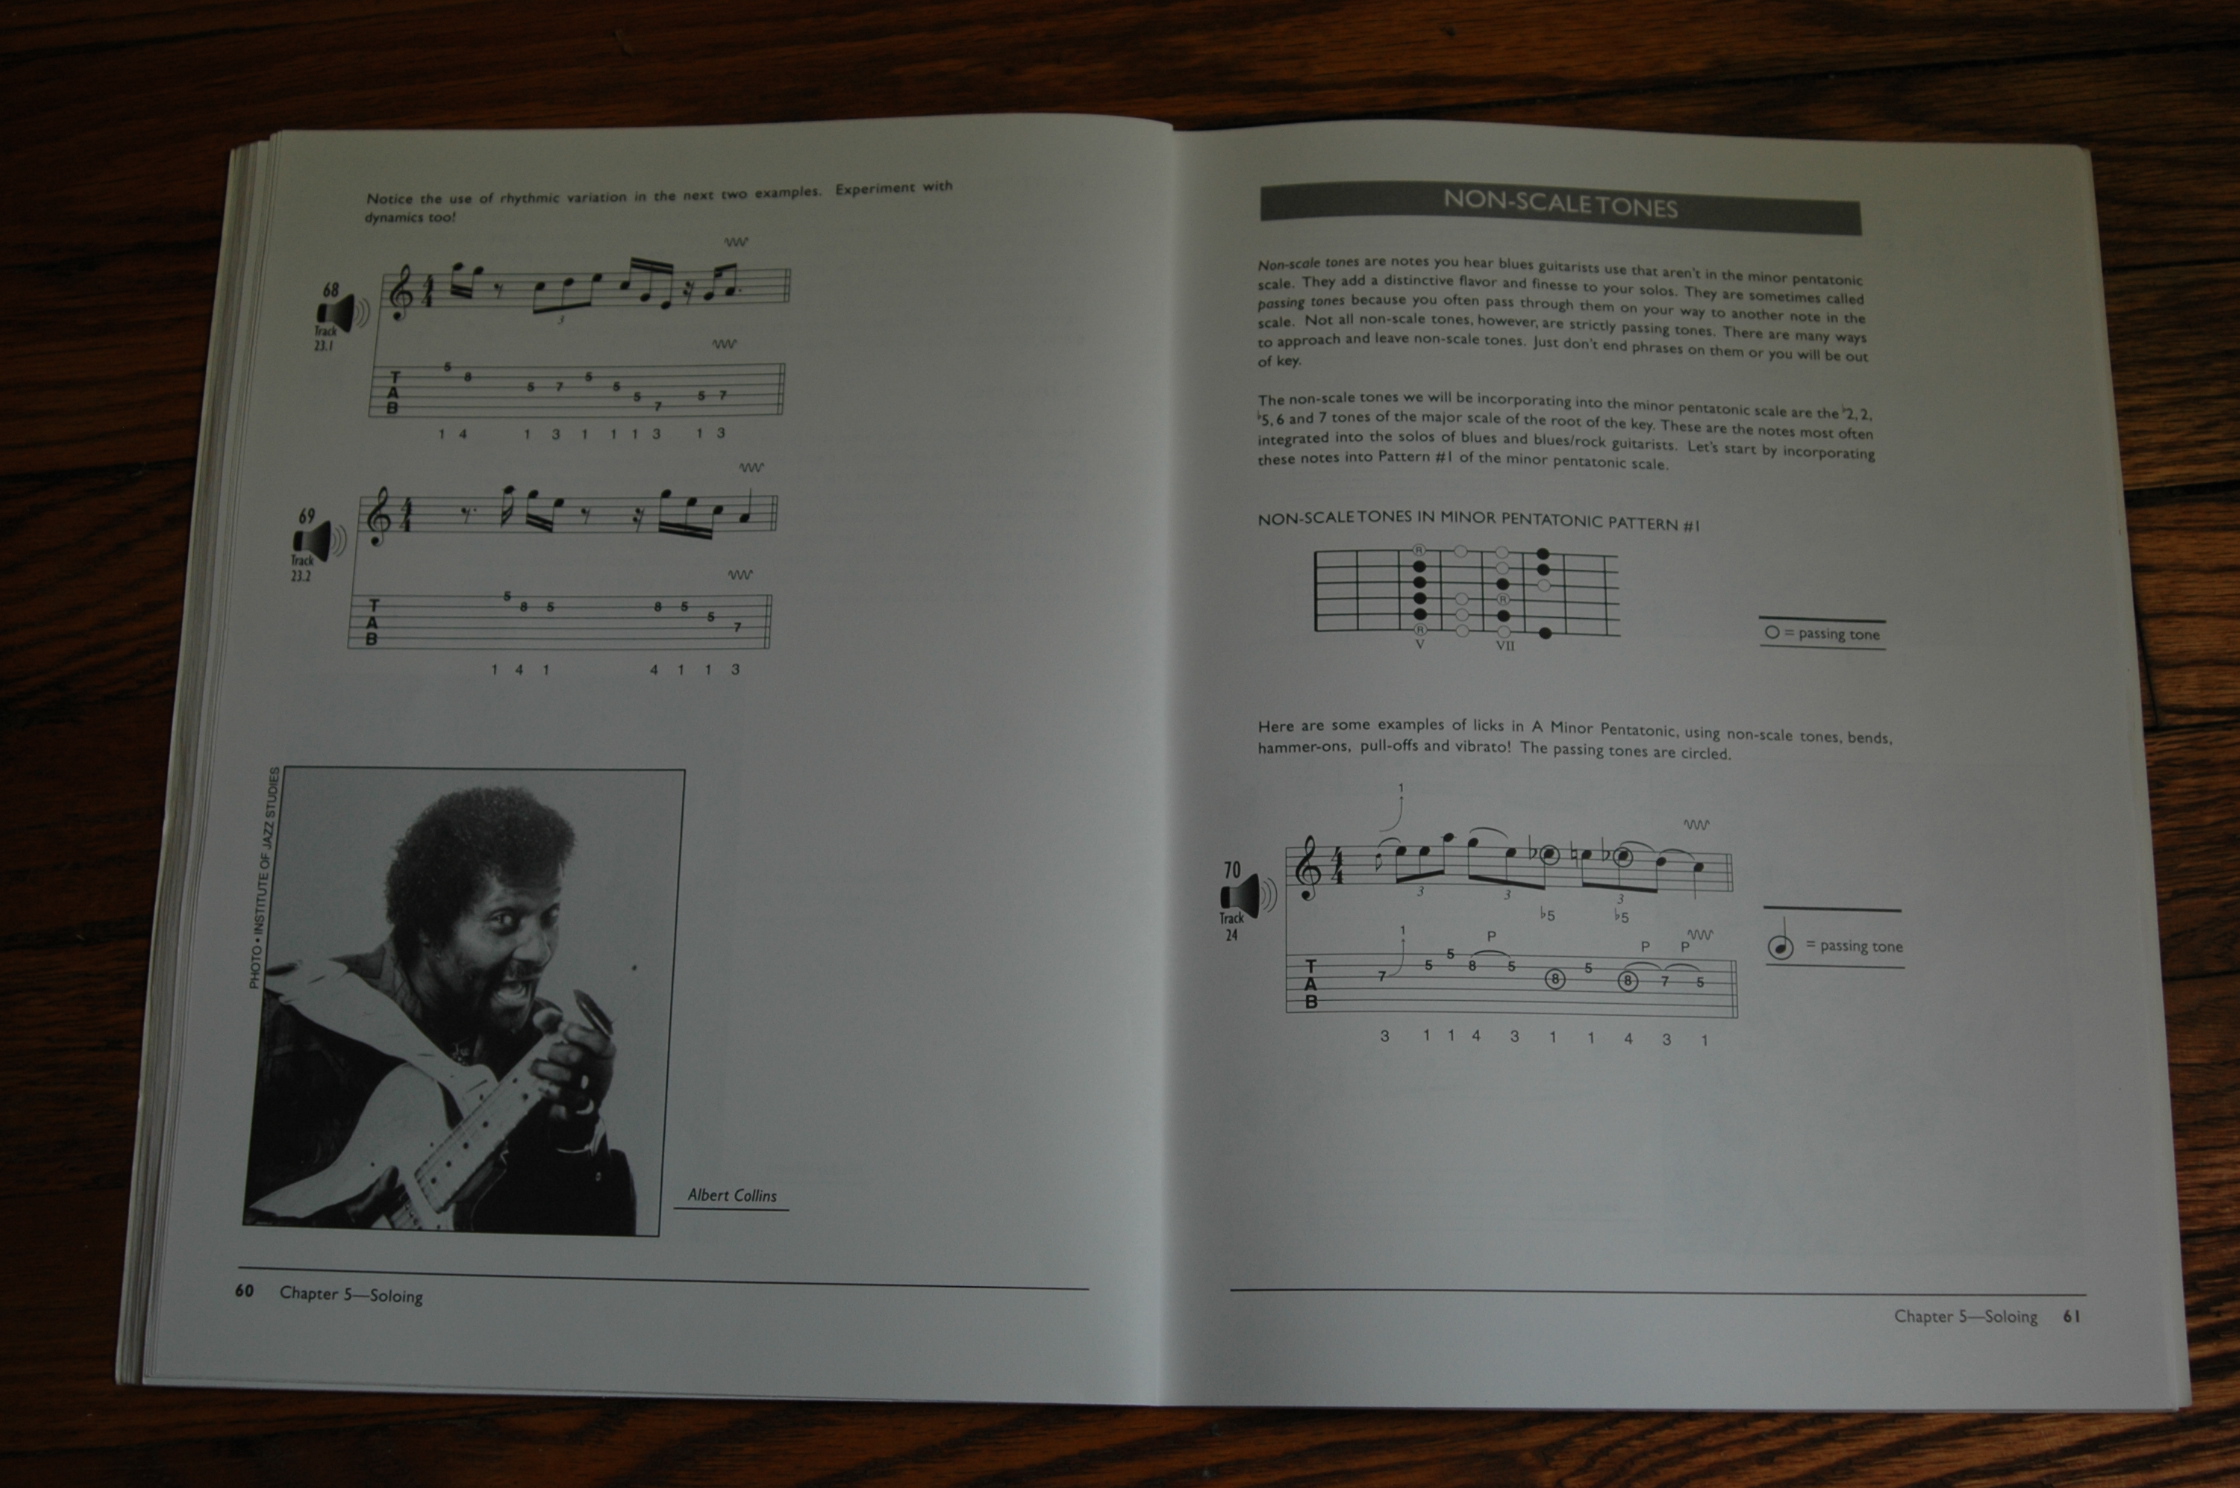 Notice the use of rhythmic variation in the next two examples. Experiment with
dynamics too!
68
Track
23.1
4
4
3
T
A
B
5 8 5 7 5 5 5 7 5 7
1 4 1 3 1 1 1 3 1 3
69
Track
23.2
4
4
T
A
B
5 8 5 8 5 5 7
1 4 1 4 1 1 3
PHOTO • INSTITUTE OF JAZZ STUDIES
Albert Collins
60 Chapter 5—Soloing
NON-SCALE TONES
Non-scale tones are notes you hear blues guitarists use that aren't in the minor pentatonic
scale. They add a distinctive flavor and finesse to your solos. They are sometimes called
passing tones because you often pass through them on your way to another note in the
scale. Not all non-scale tones, however, are strictly passing tones. There are many ways
to approach and leave non-scale tones. Just don't end phrases on them or you will be out
of key.
The non-scale tones we will be incorporating into the minor pentatonic scale are the ♭2, 2,
♭5, 6 and 7 tones of the major scale of the root of the key. These are the notes most often
integrated into the solos of blues and blues/rock guitarists. Let's start by incorporating
these notes into Pattern #1 of the minor pentatonic scale.
NON-SCALE TONES IN MINOR PENTATONIC PATTERN #1
R
R
R
V VII
= passing tone
Here are some examples of licks in A Minor Pentatonic, using non-scale tones, bends,
hammer-ons, pull-offs and vibrato! The passing tones are circled.
1
70
Track
24
4
4
3 3 3
♭5 ♭5
1 P P P
T
A
B
7 5 5 8 5 8 5 8 7 5
3 1 1 4 3 1 1 4 3 1
= passing tone
Chapter 5—Soloing 61